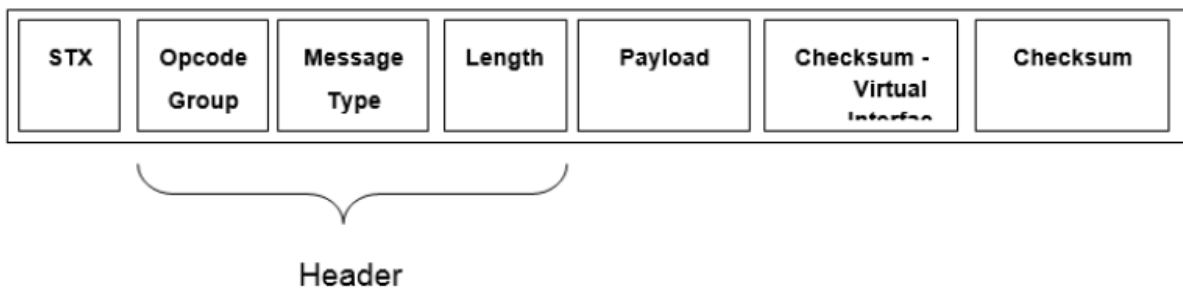 STX
Opcode
Group
Message
Type
Length
Payload
Checksum -
Virtual
Checksum
Header